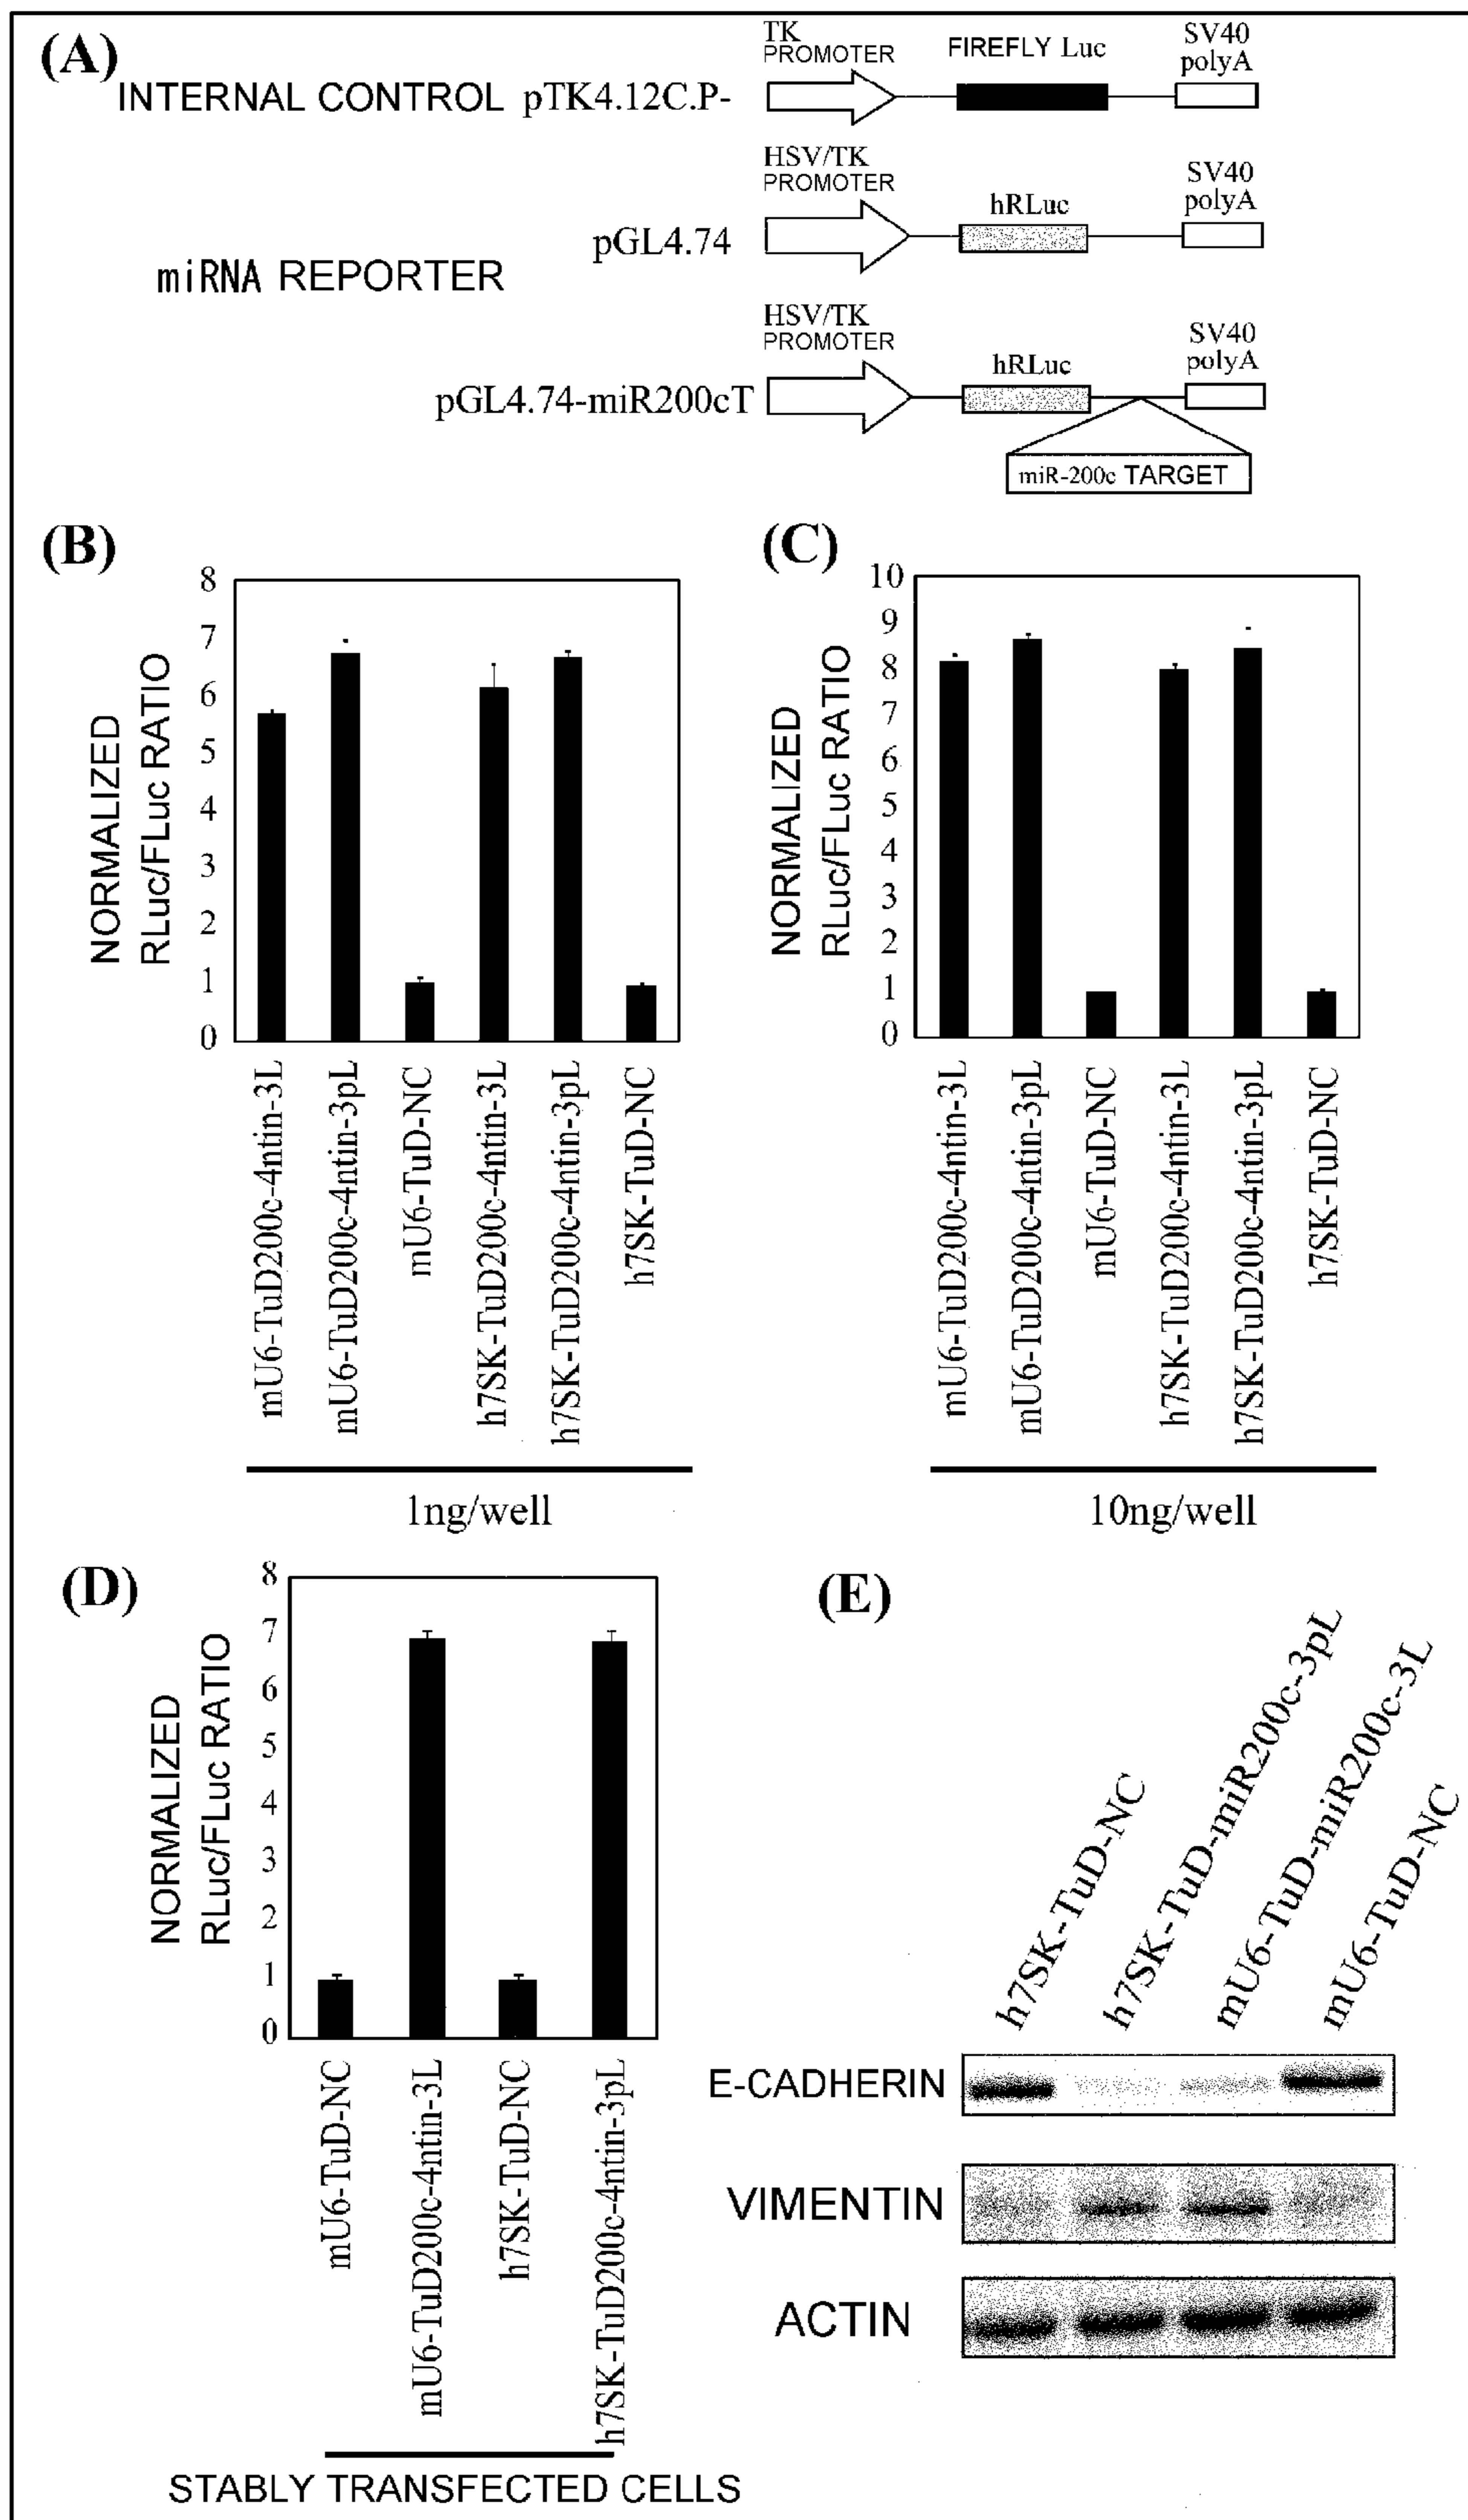 (A)
INTERNAL CONTROL pTK4.12C.P-
TK
PROMOTER
FIREFLY Luc
SV40
polyA
miRNA REPORTER
pGL4.74
HSV/TK
PROMOTER
hRLuc
SV40
polyA
pGL4.74-miR200cT
HSV/TK
PROMOTER
hRLuc
SV40
polyA
miR-200c TARGET
(B)
NORMALIZED
RLuc/FLuc RATIO
8
7
6
5
4
3
2
1
0
mU6-TuD200c-4ntin-3L
mU6-TuD200c-4ntin-3pL
mU6-TuD-NC
h7SK-TuD200c-4ntin-3L
h7SK-TuD200c-4ntin-3pL
h7SK-TuD-NC
1ng/well
(C)
NORMALIZED
RLuc/FLuc RATIO
10
9
8
7
6
5
4
3
2
1
0
mU6-TuD200c-4ntin-3L
mU6-TuD200c-4ntin-3pL
mU6-TuD-NC
h7SK-TuD200c-4ntin-3L
h7SK-TuD200c-4ntin-3pL
h7SK-TuD-NC
10ng/well
(D)
NORMALIZED
RLuc/FLuc RATIO
8
7
6
5
4
3
2
1
0
mU6-TuD-NC
mU6-TuD200c-4ntin-3L
h7SK-TuD-NC
h7SK-TuD200c-4ntin-3pL
STABLY TRANSFECTED CELLS
(E)
h7SK-TuD-NC
h7SK-TuD-miR200c-3pL
mU6-TuD-miR200c-3L
mU6-TuD-NC
E-CADHERIN
VIMENTIN
ACTIN